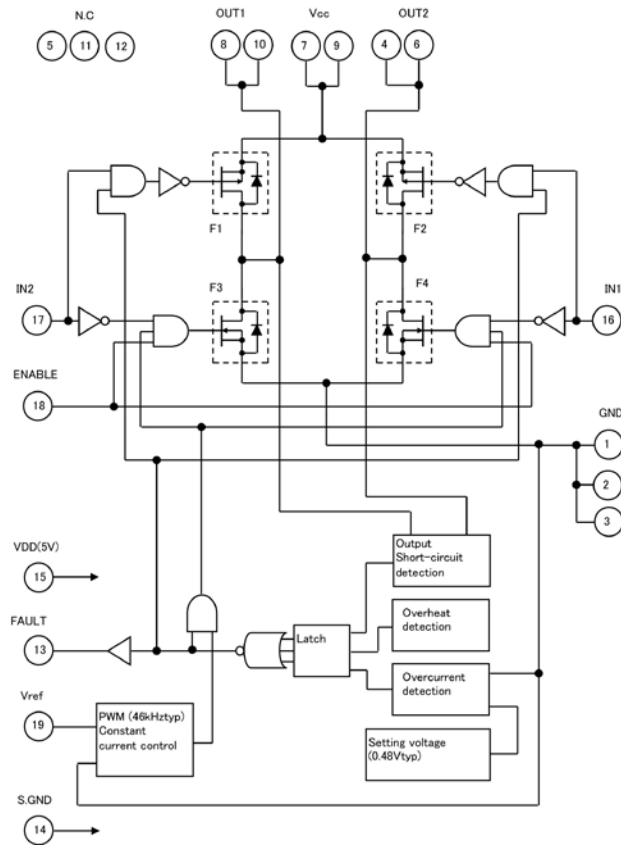 N.C
OUT1
Vcc
OUT2
5 11 12
8 10
7 9
4 6
F1
F2
IN2
F3
F4
IN1
17
16
ENABLE
18
GND
1
2
3
VDD(5V)
15
Output
Short-circuit
detection
FAULT
13
Latch
Overheat
detection
Vref
19
PWM (46kHztyp)
Constant
current control
Overcurrent
detection
Setting voltage
(0.48Vtyp)
S.GND
14